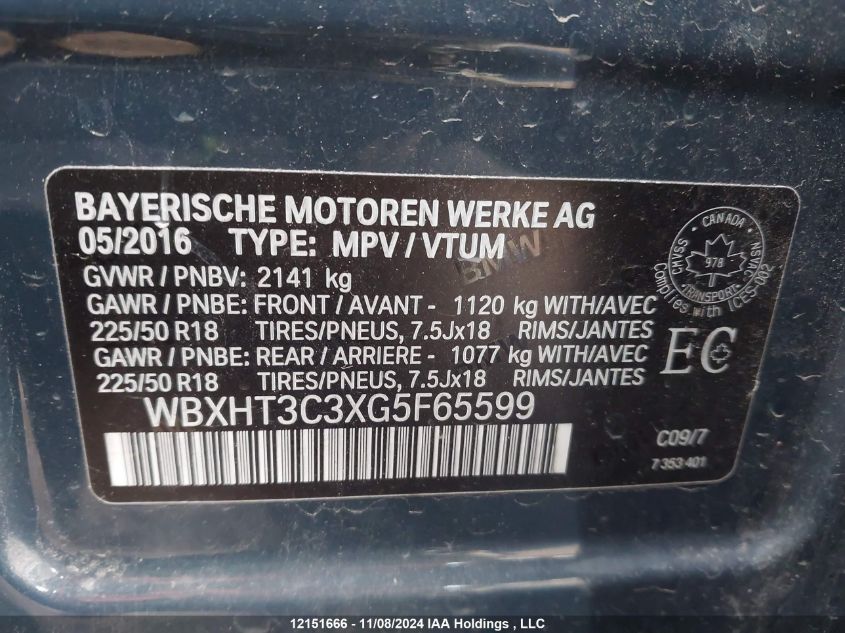 BAYERISCHE MOTOREN WERKE AG
05/2016 TYPE: MPV / VTUM
GVWR / PNBV: 2141 kg
GAWR / PNBE: FRONT / AVANT - 1120 kg WITH/AVEC
225/50 R18 TIRES/PNEUS, 7.5Jx18 RIMS/JANTES
GAWR / PNBE: REAR / ARRIERE - 1077 kg WITH/AVEC
225/50 R18 TIRES/PNEUS, 7.5Jx18 RIMS/JANTES
WBXHT3C3XG5F65599
BMW
CANADA
CMVSS NSVAC
978
TRANSPORT
Complies with ICES-002
EC
C09/7
7 353 401
12151666 - 11/08/2024 IAA Holdings , LLC